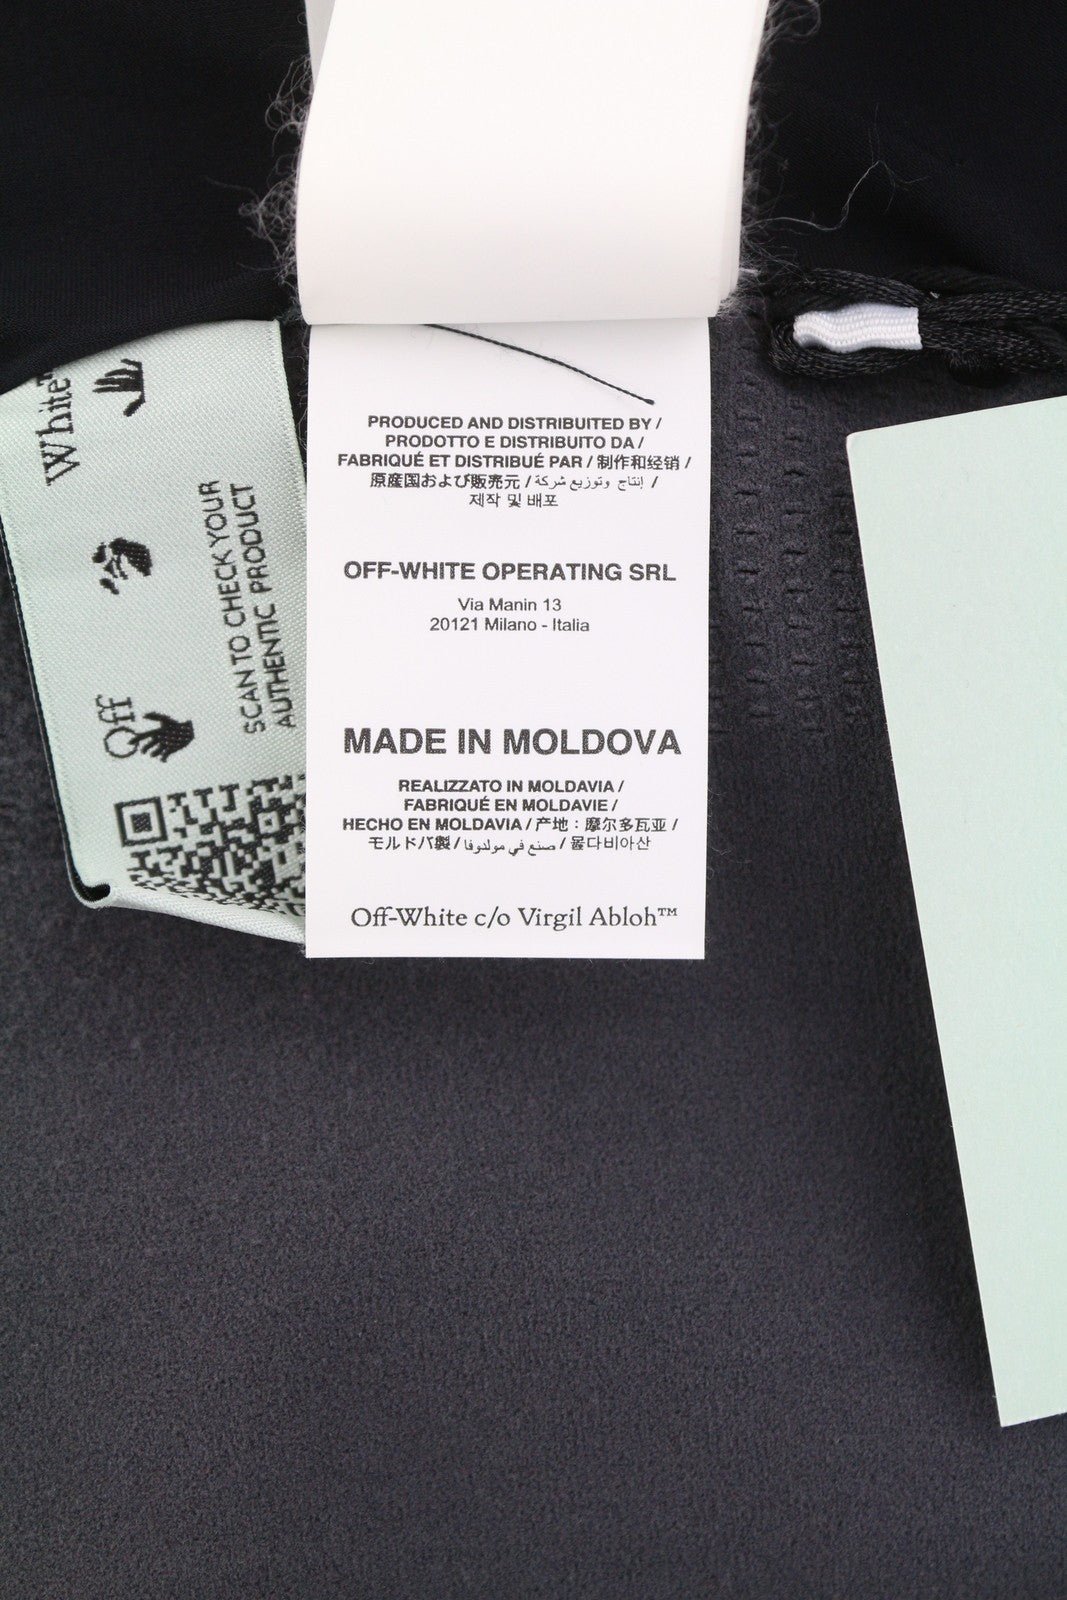 PRODUCED AND DISTRIBUITED BY /
PRODOTTO E DISTRIBUITO DA /
FABRIQUÉ ET DISTRIBUÉ PAR / 制作和经销 /
原産国および販売元 / إنتاج وتوزيع شركة /
제작 및 배포
OFF-WHITE OPERATING SRL
Via Manin 13
20121 Milano - Italia
MADE IN MOLDOVA
REALIZZATO IN MOLDAVIA /
FABRIQUÉ EN MOLDAVIE /
HECHO EN MOLDAVIA / 产地：摩尔多瓦亚 /
モルドバ製 / صنع في مولدوفا / 몰다비아산
Off-White c/o Virgil Abloh™
Off
White™
SCAN TO CHECK YOUR
AUTHENTIC PRODUCT